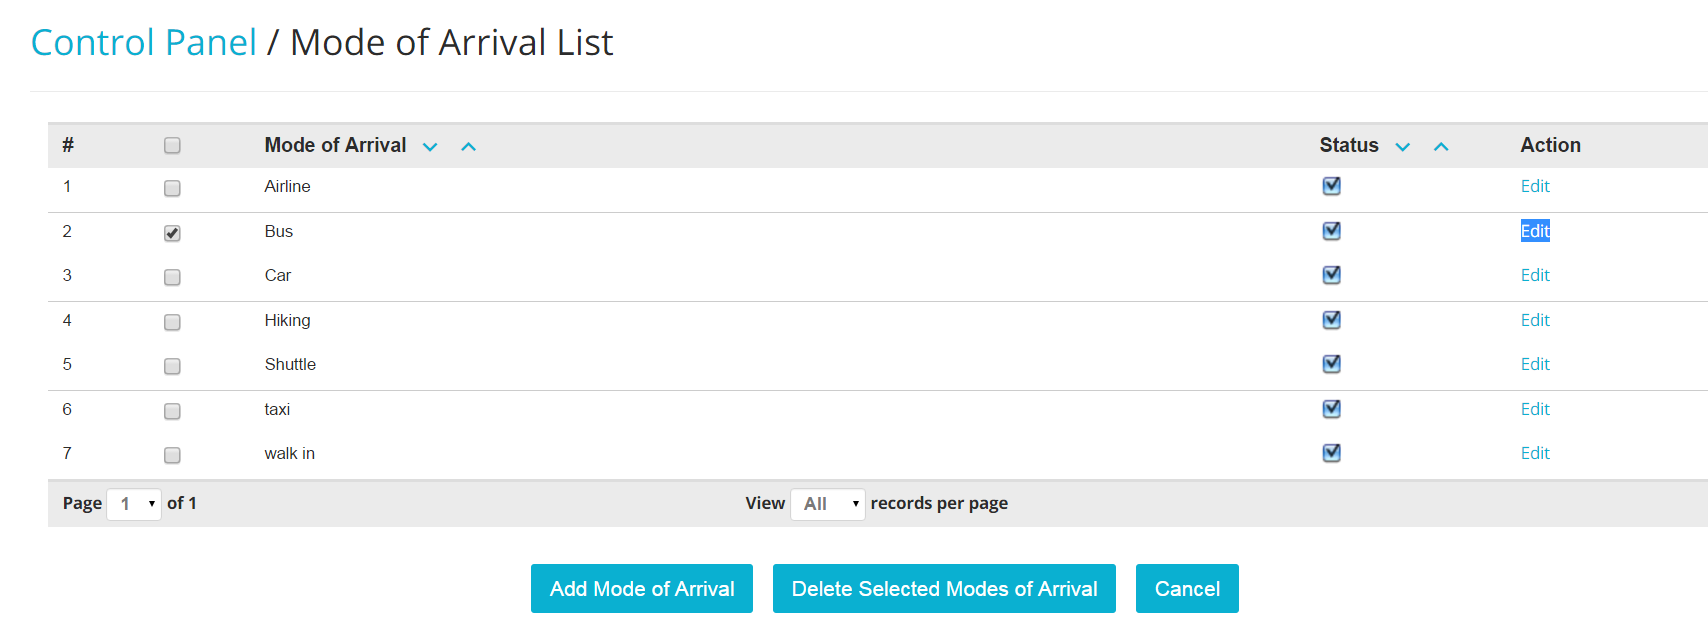 Control Panel / Mode of Arrival List
# Mode of Arrival Status Action
1 Airline Edit
2 Bus Edit
3 Car Edit
4 Hiking Edit
5 Shuttle Edit
6 taxi Edit
7 walk in Edit
Page 1 of 1 View All records per page
Add Mode of Arrival Delete Selected Modes of Arrival Cancel